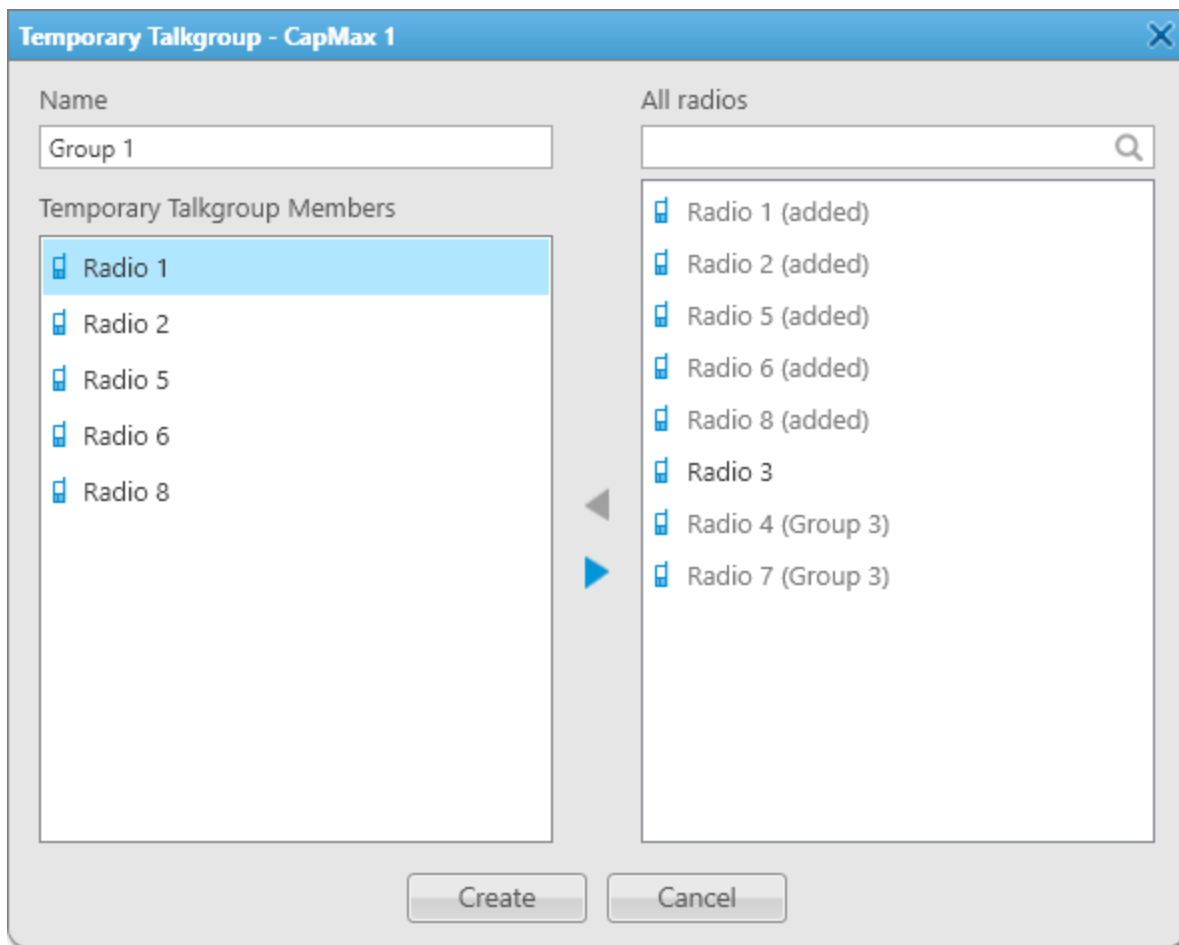 Temporary Talkgroup - CapMax 1
Name
Group 1
Temporary Talkgroup Members
Radio 1
Radio 2
Radio 5
Radio 6
Radio 8
All radios
Radio 1 (added)
Radio 2 (added)
Radio 5 (added)
Radio 6 (added)
Radio 8 (added)
Radio 3
Radio 4 (Group 3)
Radio 7 (Group 3)
Create
Cancel